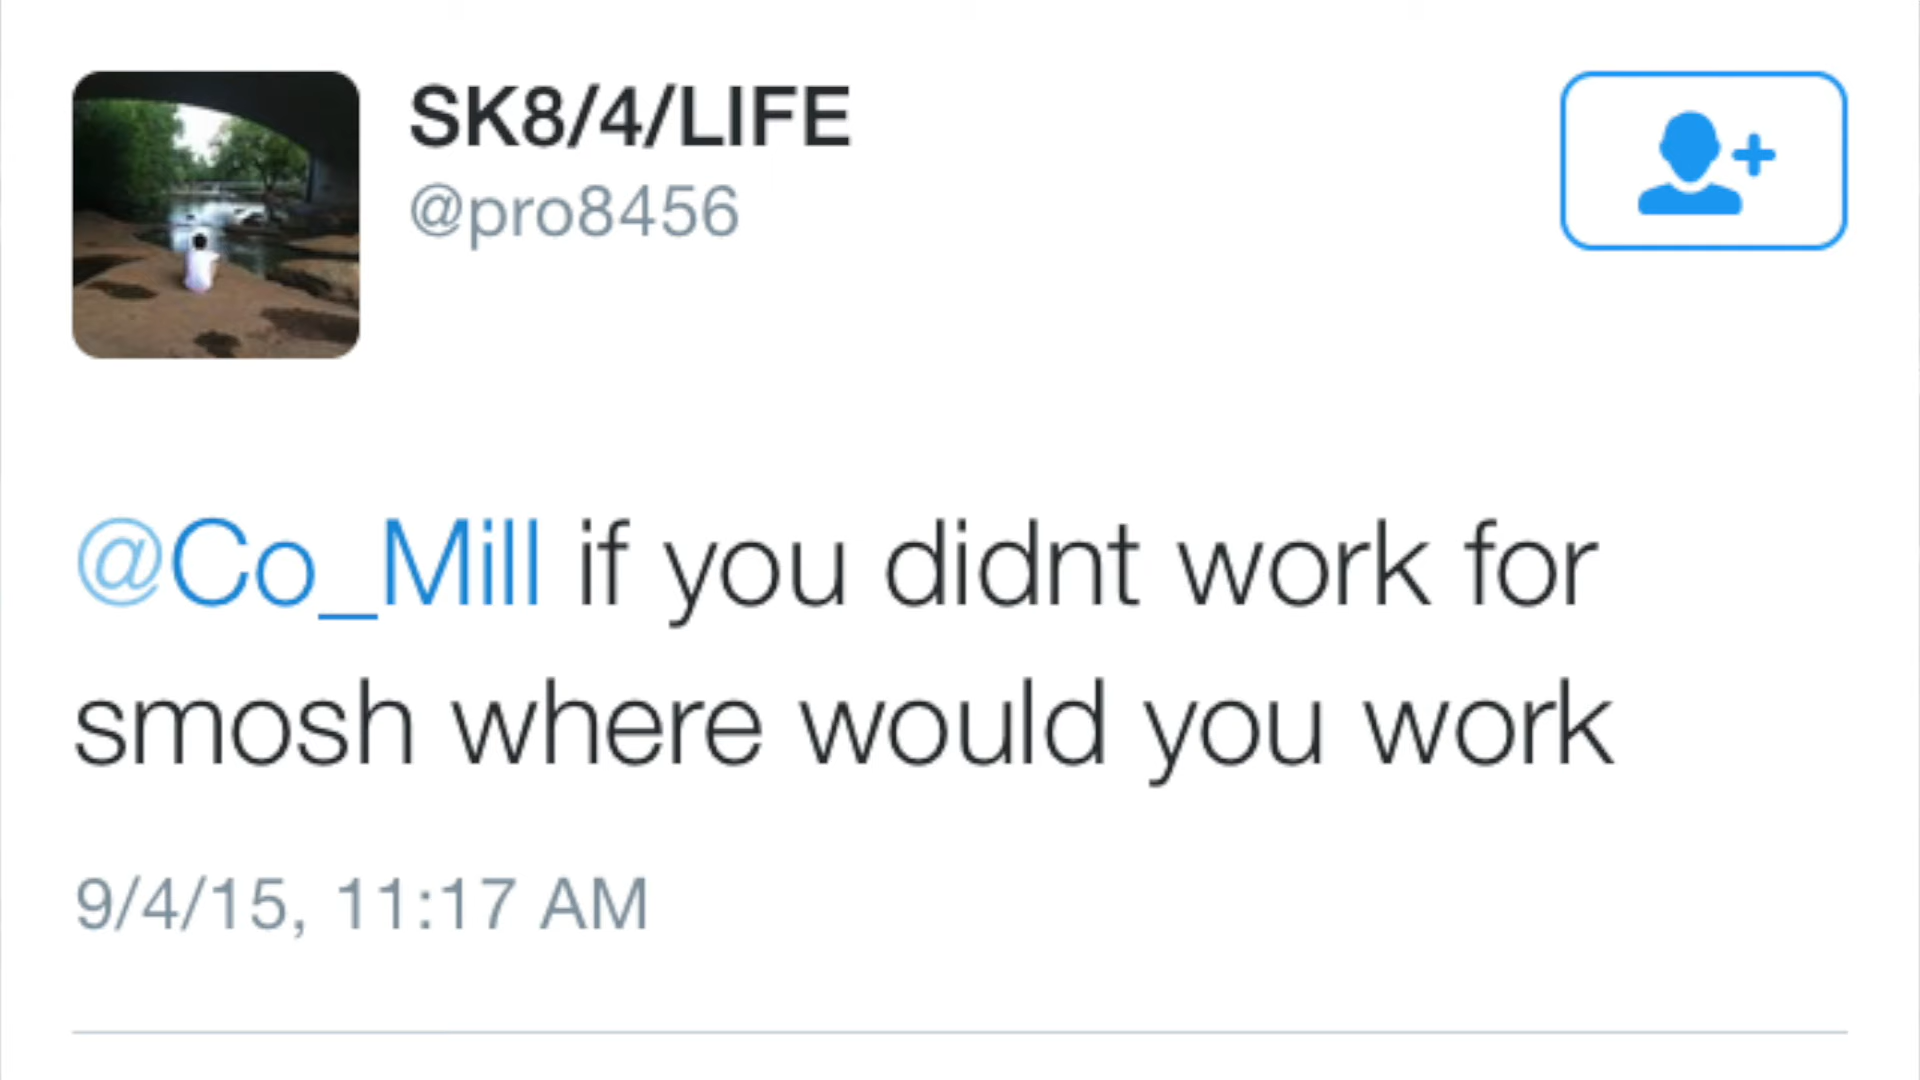 SK8/4/LIFE
@pro8456
@Co_Mill if you didnt work for
smosh where would you work
9/4/15, 11:17 AM